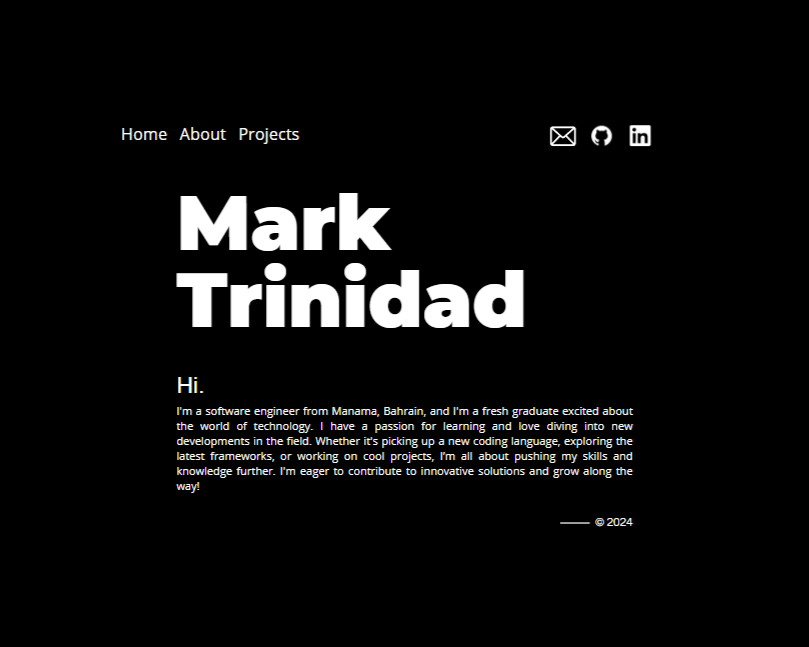 Home About Projects
in
Mark
Trinidad
Hi.
I'm a software engineer from Manama, Bahrain, and I'm a fresh graduate excited about
the world of technology. I have a passion for learning and love diving into new
developments in the field. Whether it's picking up a new coding language, exploring the
latest frameworks, or working on cool projects, I’m all about pushing my skills and
knowledge further. I'm eager to contribute to innovative solutions and grow along the
way!
© 2024